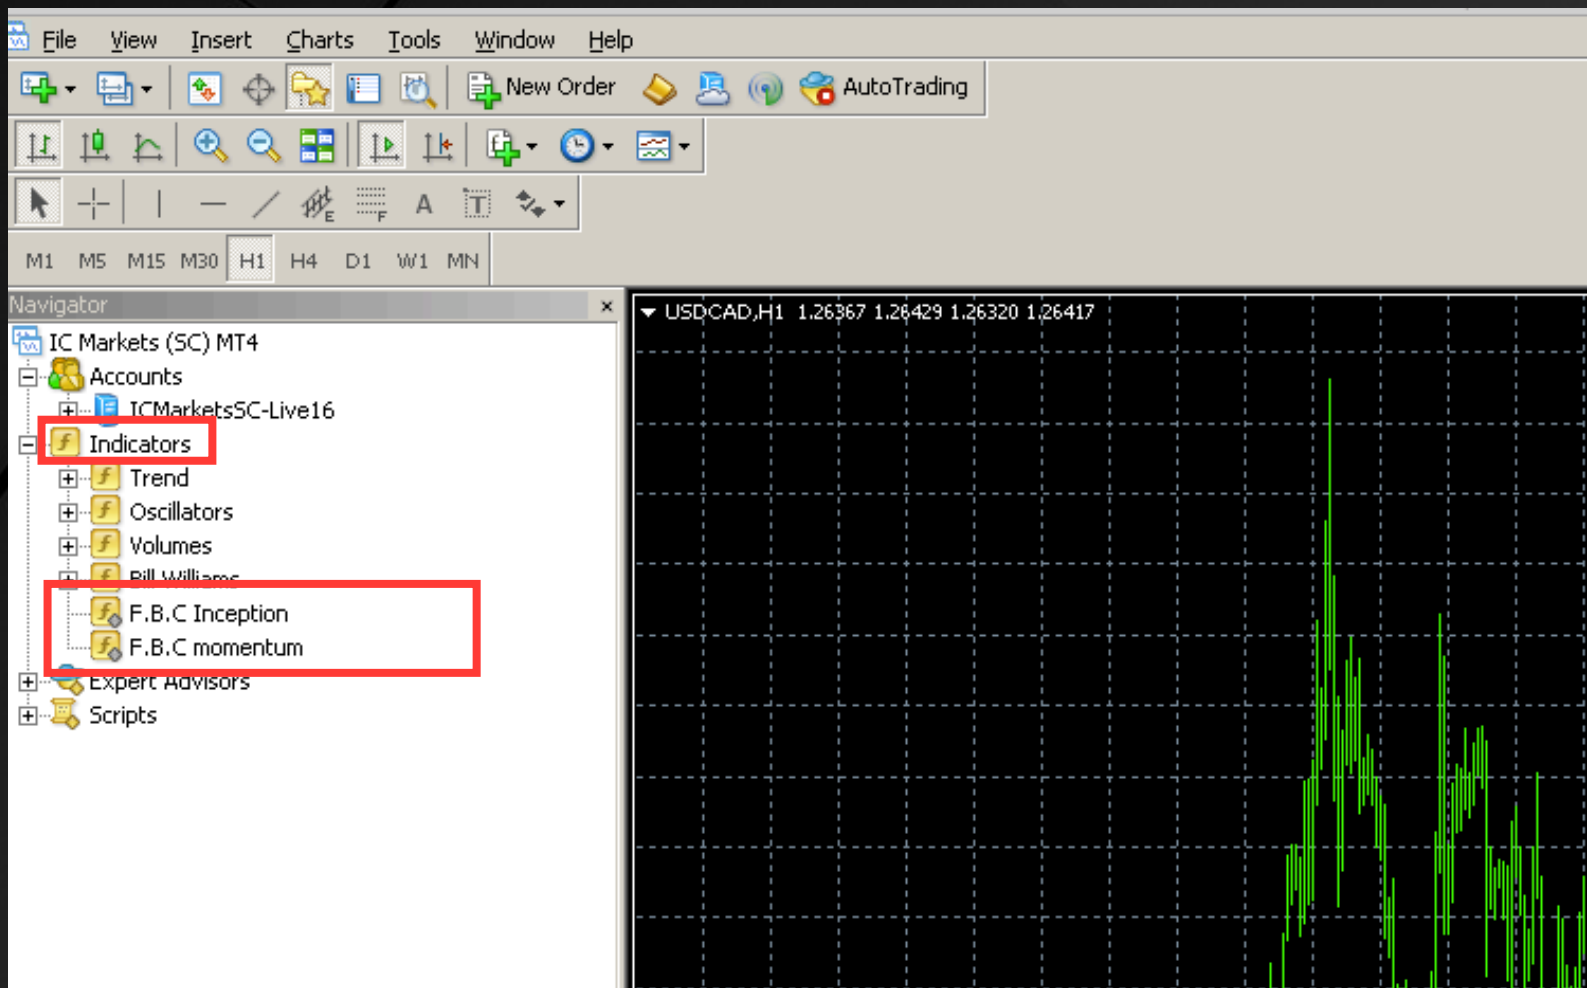 File View Insert Charts Tools Window Help
New Order AutoTrading
E F A T
M1 M5 M15 M30 H1 H4 D1 W1 MN
Navigator
USDCAD,H1 1.26367 1.26429 1.26320 1.26417
IC Markets (SC) MT4
Accounts
ICMarketsSC-Live16
Indicators
Trend
Oscillators
Volumes
Bill Williams
F.B.C Inception
F.B.C momentum
Expert Advisors
Scripts